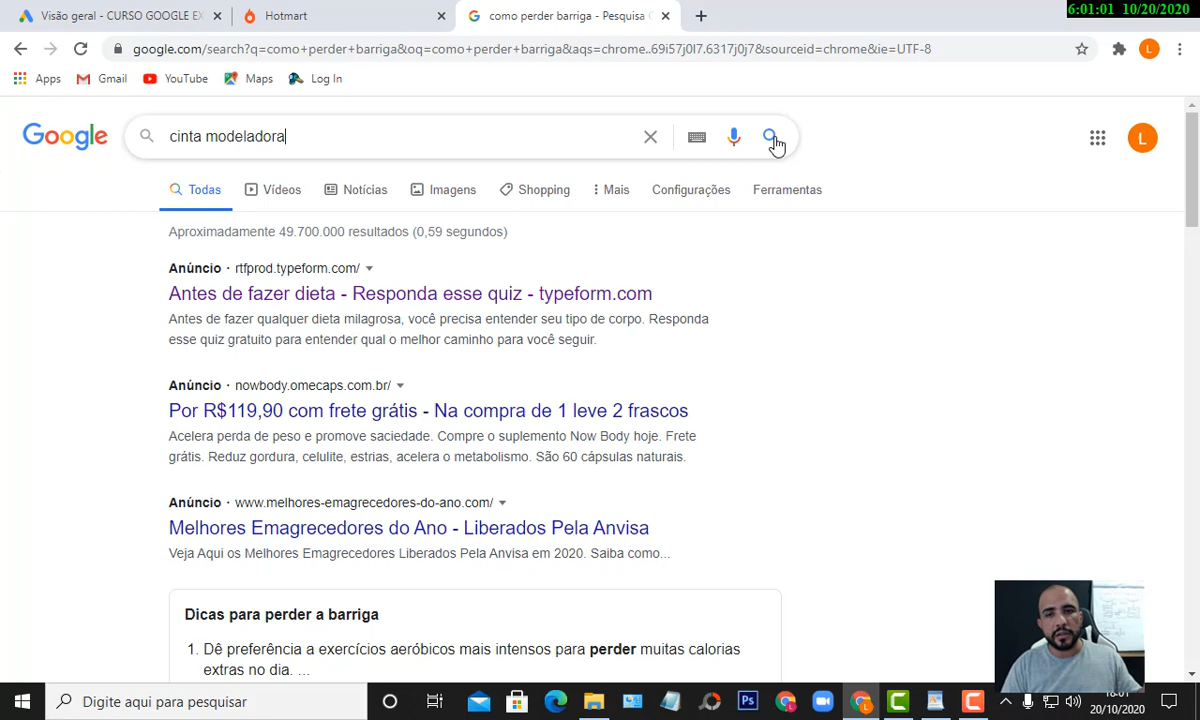 Visão geral - CURSO GOOGLE EX
Hotmart
como perder barriga - Pesquisa G
6:01:01 10/20/2020
google.com/search?q=como+perder+barriga&oq=como+perder+barriga&aqs=chrome..69i57j0l7.6317j0j7&sourceid=chrome&ie=UTF-8
L
Apps
Gmail
YouTube
Maps
Log In
Google
cinta modeladora
L
Todas
Vídeos
Notícias
Imagens
Shopping
Mais
Configurações
Ferramentas
Aproximadamente 49.700.000 resultados (0,59 segundos)
Anúncio · rtfprod.typeform.com/
Antes de fazer dieta - Responda esse quiz - typeform.com
Antes de fazer qualquer dieta milagrosa, você precisa entender seu tipo de corpo. Responda
esse quiz gratuito para entender qual o melhor caminho para você seguir.
Anúncio · nowbody.omecaps.com.br/
Por R$119,90 com frete grátis - Na compra de 1 leve 2 frascos
Acelera perda de peso e promove saciedade. Compre o suplemento Now Body hoje. Frete
grátis. Reduz gordura, celulite, estrias, acelera o metabolismo. São 60 cápsulas naturais.
Anúncio · www.melhores-emagrecedores-do-ano.com/
Melhores Emagrecedores do Ano - Liberados Pela Anvisa
Veja Aqui os Melhores Emagrecedores Liberados Pela Anvisa em 2020. Saiba como...
Dicas para perder a barriga
1. Dê preferência a exercícios aeróbicos mais intensos para perder muitas calorias
extras no dia. ...
Digite aqui para pesquisar
Ps
18:01
20/10/2020